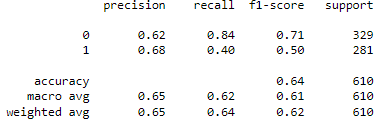 precision recall f1-score support
0 0.62 0.84 0.71 329
1 0.68 0.40 0.50 281
accuracy 0.64 610
macro avg 0.65 0.62 0.61 610
weighted avg 0.65 0.64 0.62 610